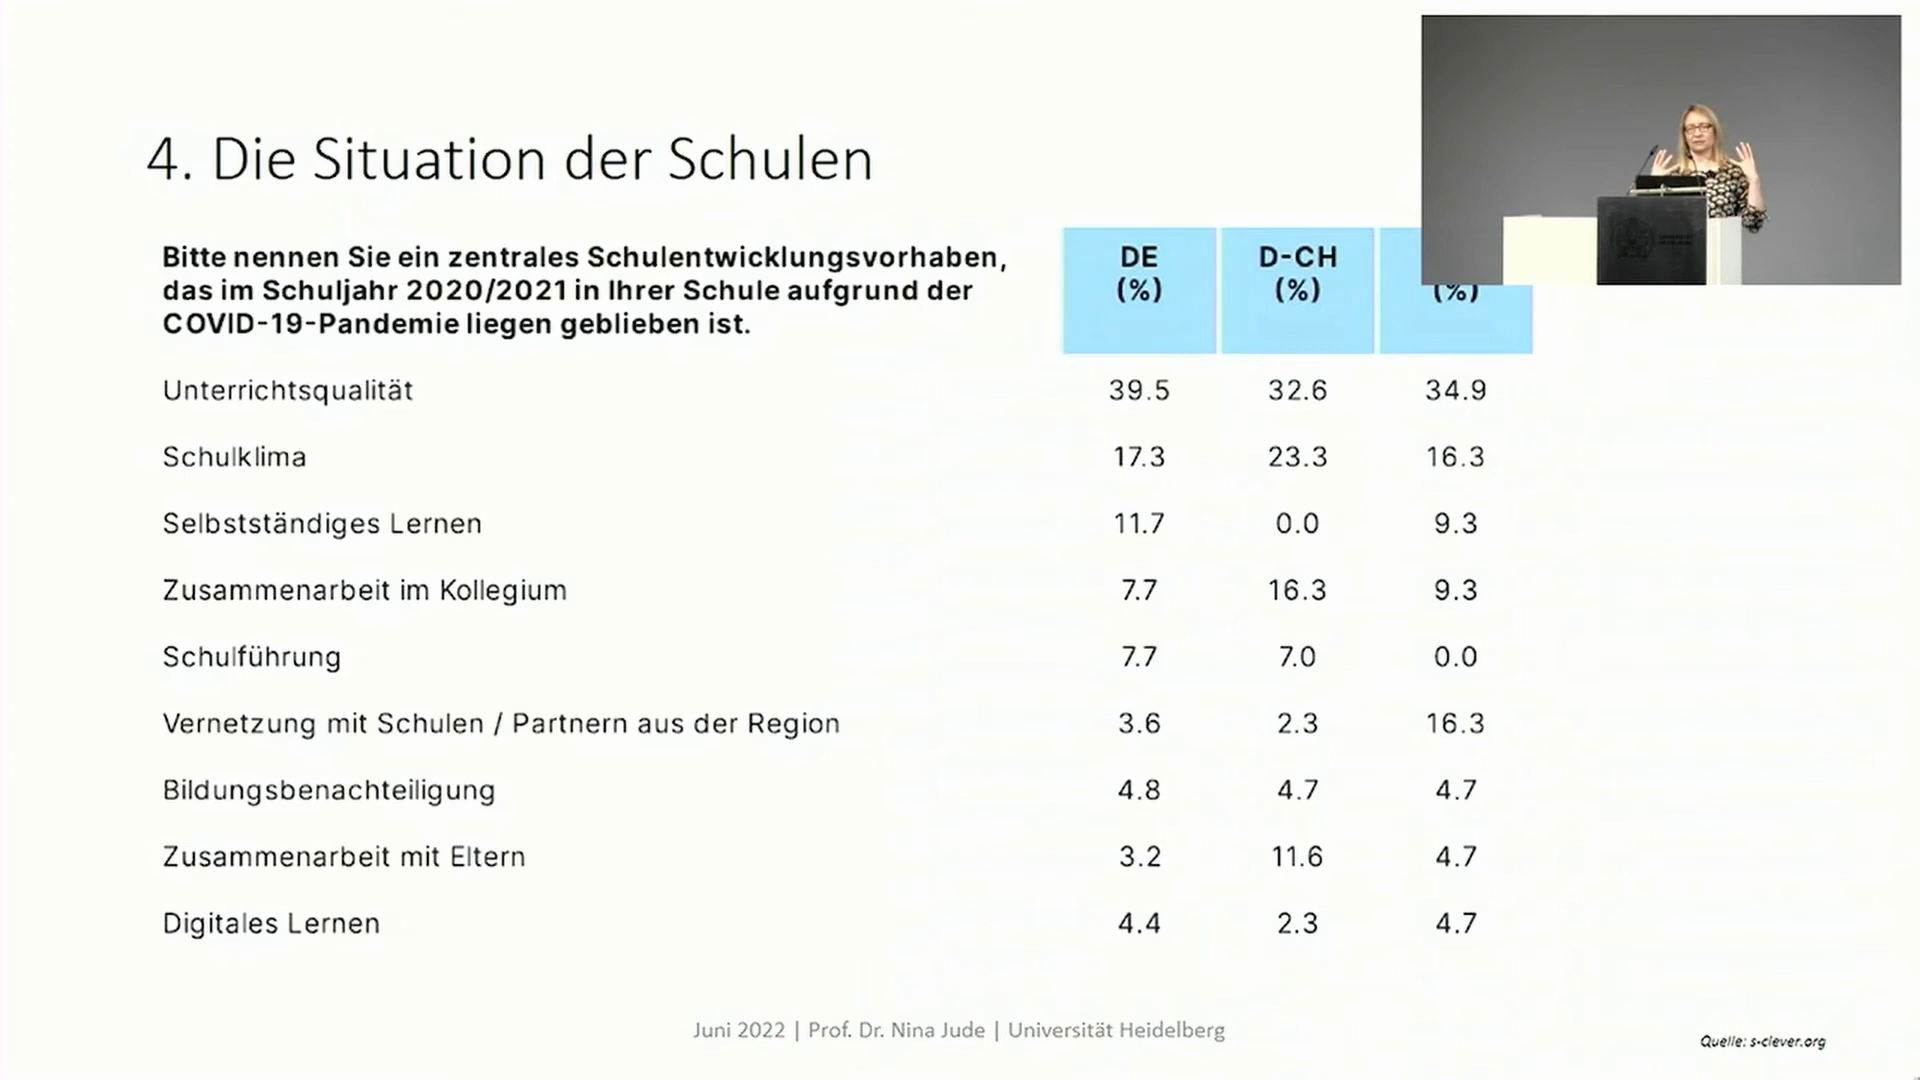 4. Die Situation der Schulen
Bitte nennen Sie ein zentrales Schulentwicklungsvorhaben,
das im Schuljahr 2020/2021 in Ihrer Schule aufgrund der
COVID-19-Pandemie liegen geblieben ist.
DE (%) D-CH (%) (%)
Unterrichtsqualität 39.5 32.6 34.9
Schulklima 17.3 23.3 16.3
Selbstständiges Lernen 11.7 0.0 9.3
Zusammenarbeit im Kollegium 7.7 16.3 9.3
Schulführung 7.7 7.0 0.0
Vernetzung mit Schulen / Partnern aus der Region 3.6 2.3 16.3
Bildungsbenachteiligung 4.8 4.7 4.7
Zusammenarbeit mit Eltern 3.2 11.6 4.7
Digitales Lernen 4.4 2.3 4.7
Juni 2022 | Prof. Dr. Nina Jude | Universität Heidelberg
Quelle: s-clever.org